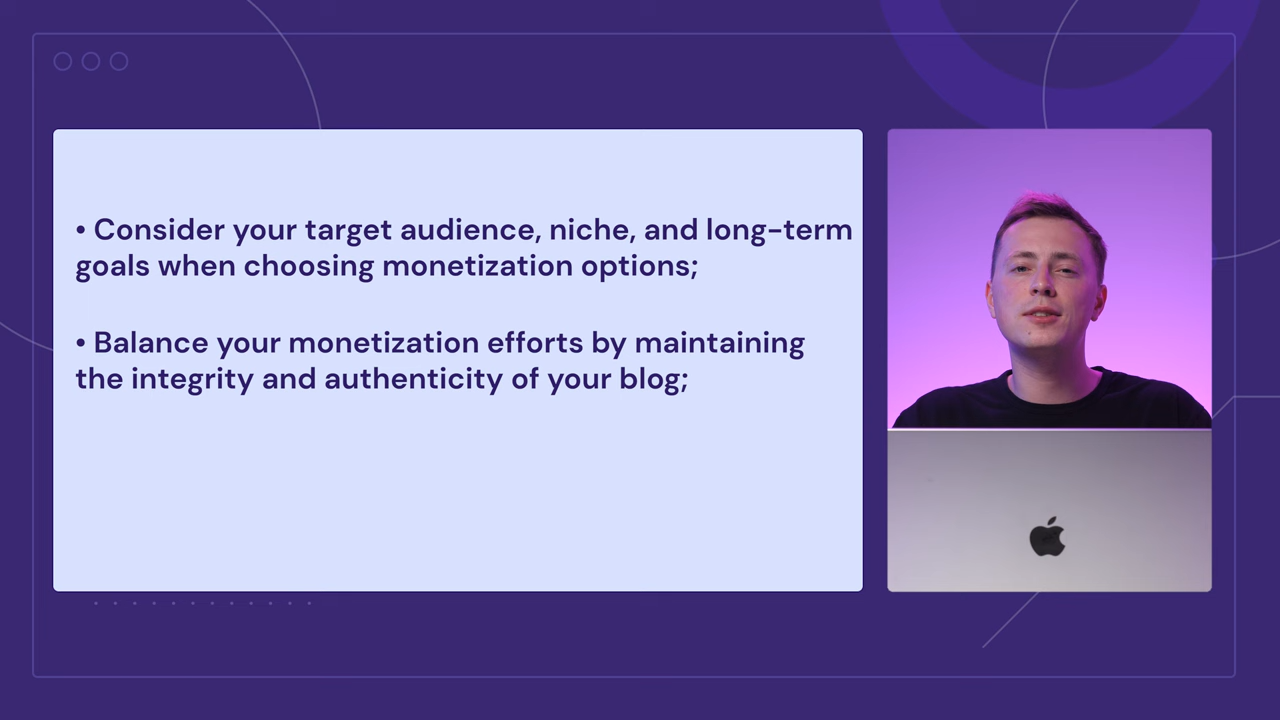 • Consider your target audience, niche, and long-term
goals when choosing monetization options;
• Balance your monetization efforts by maintaining
the integrity and authenticity of your blog;